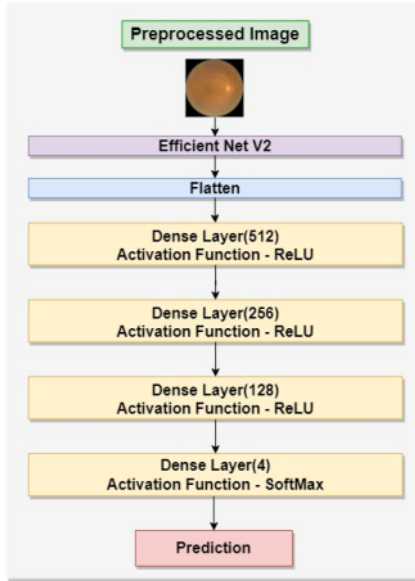 Preprocessed Image
Efficient Net V2
Flatten
Dense Layer(512)
Activation Function - ReLU
Dense Layer(256)
Activation Function - ReLU
Dense Layer(128)
Activation Function - ReLU
Dense Layer(4)
Activation Function - SoftMax
Prediction